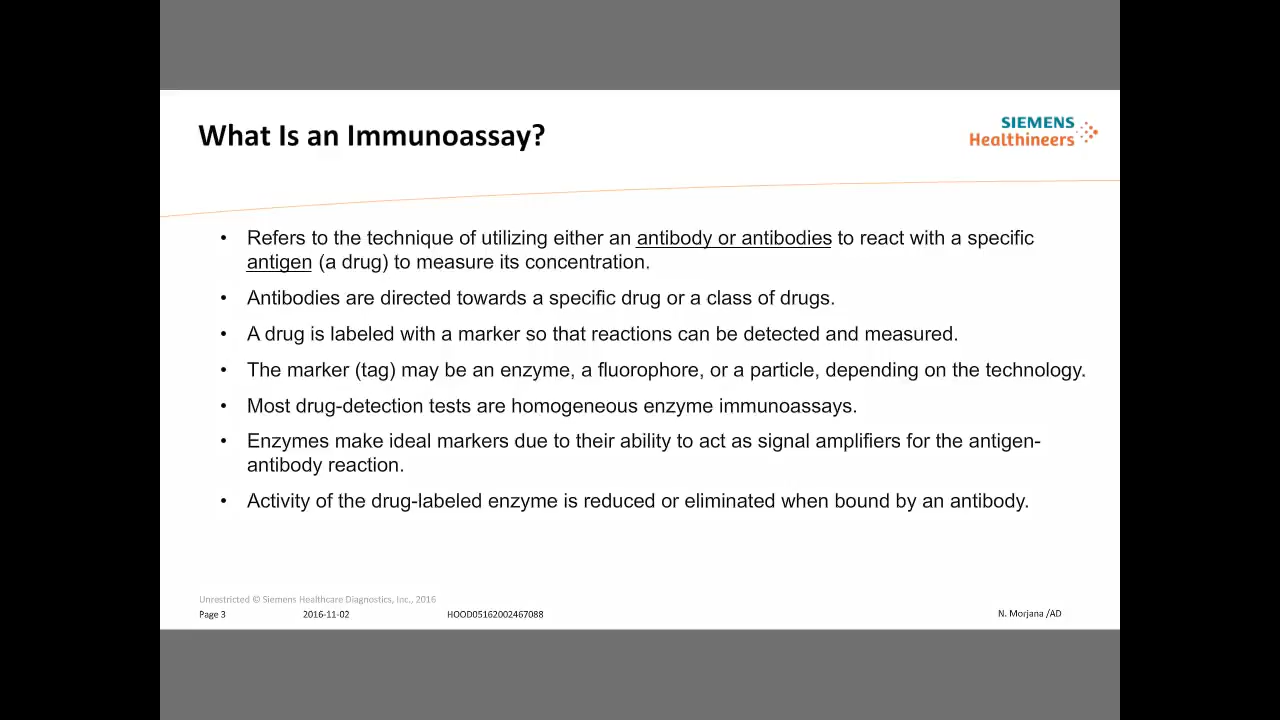 What Is an Immunoassay?
SIEMENS
Healthineers
• Refers to the technique of utilizing either an antibody or antibodies to react with a specific
antigen (a drug) to measure its concentration.
• Antibodies are directed towards a specific drug or a class of drugs.
• A drug is labeled with a marker so that reactions can be detected and measured.
• The marker (tag) may be an enzyme, a fluorophore, or a particle, depending on the technology.
• Most drug-detection tests are homogeneous enzyme immunoassays.
• Enzymes make ideal markers due to their ability to act as signal amplifiers for the antigen-
antibody reaction.
• Activity of the drug-labeled enzyme is reduced or eliminated when bound by an antibody.
Unrestricted © Siemens Healthcare Diagnostics, Inc., 2016
Page 3 2016-11-02 HOOD05162002467088 N. Morjana /AD